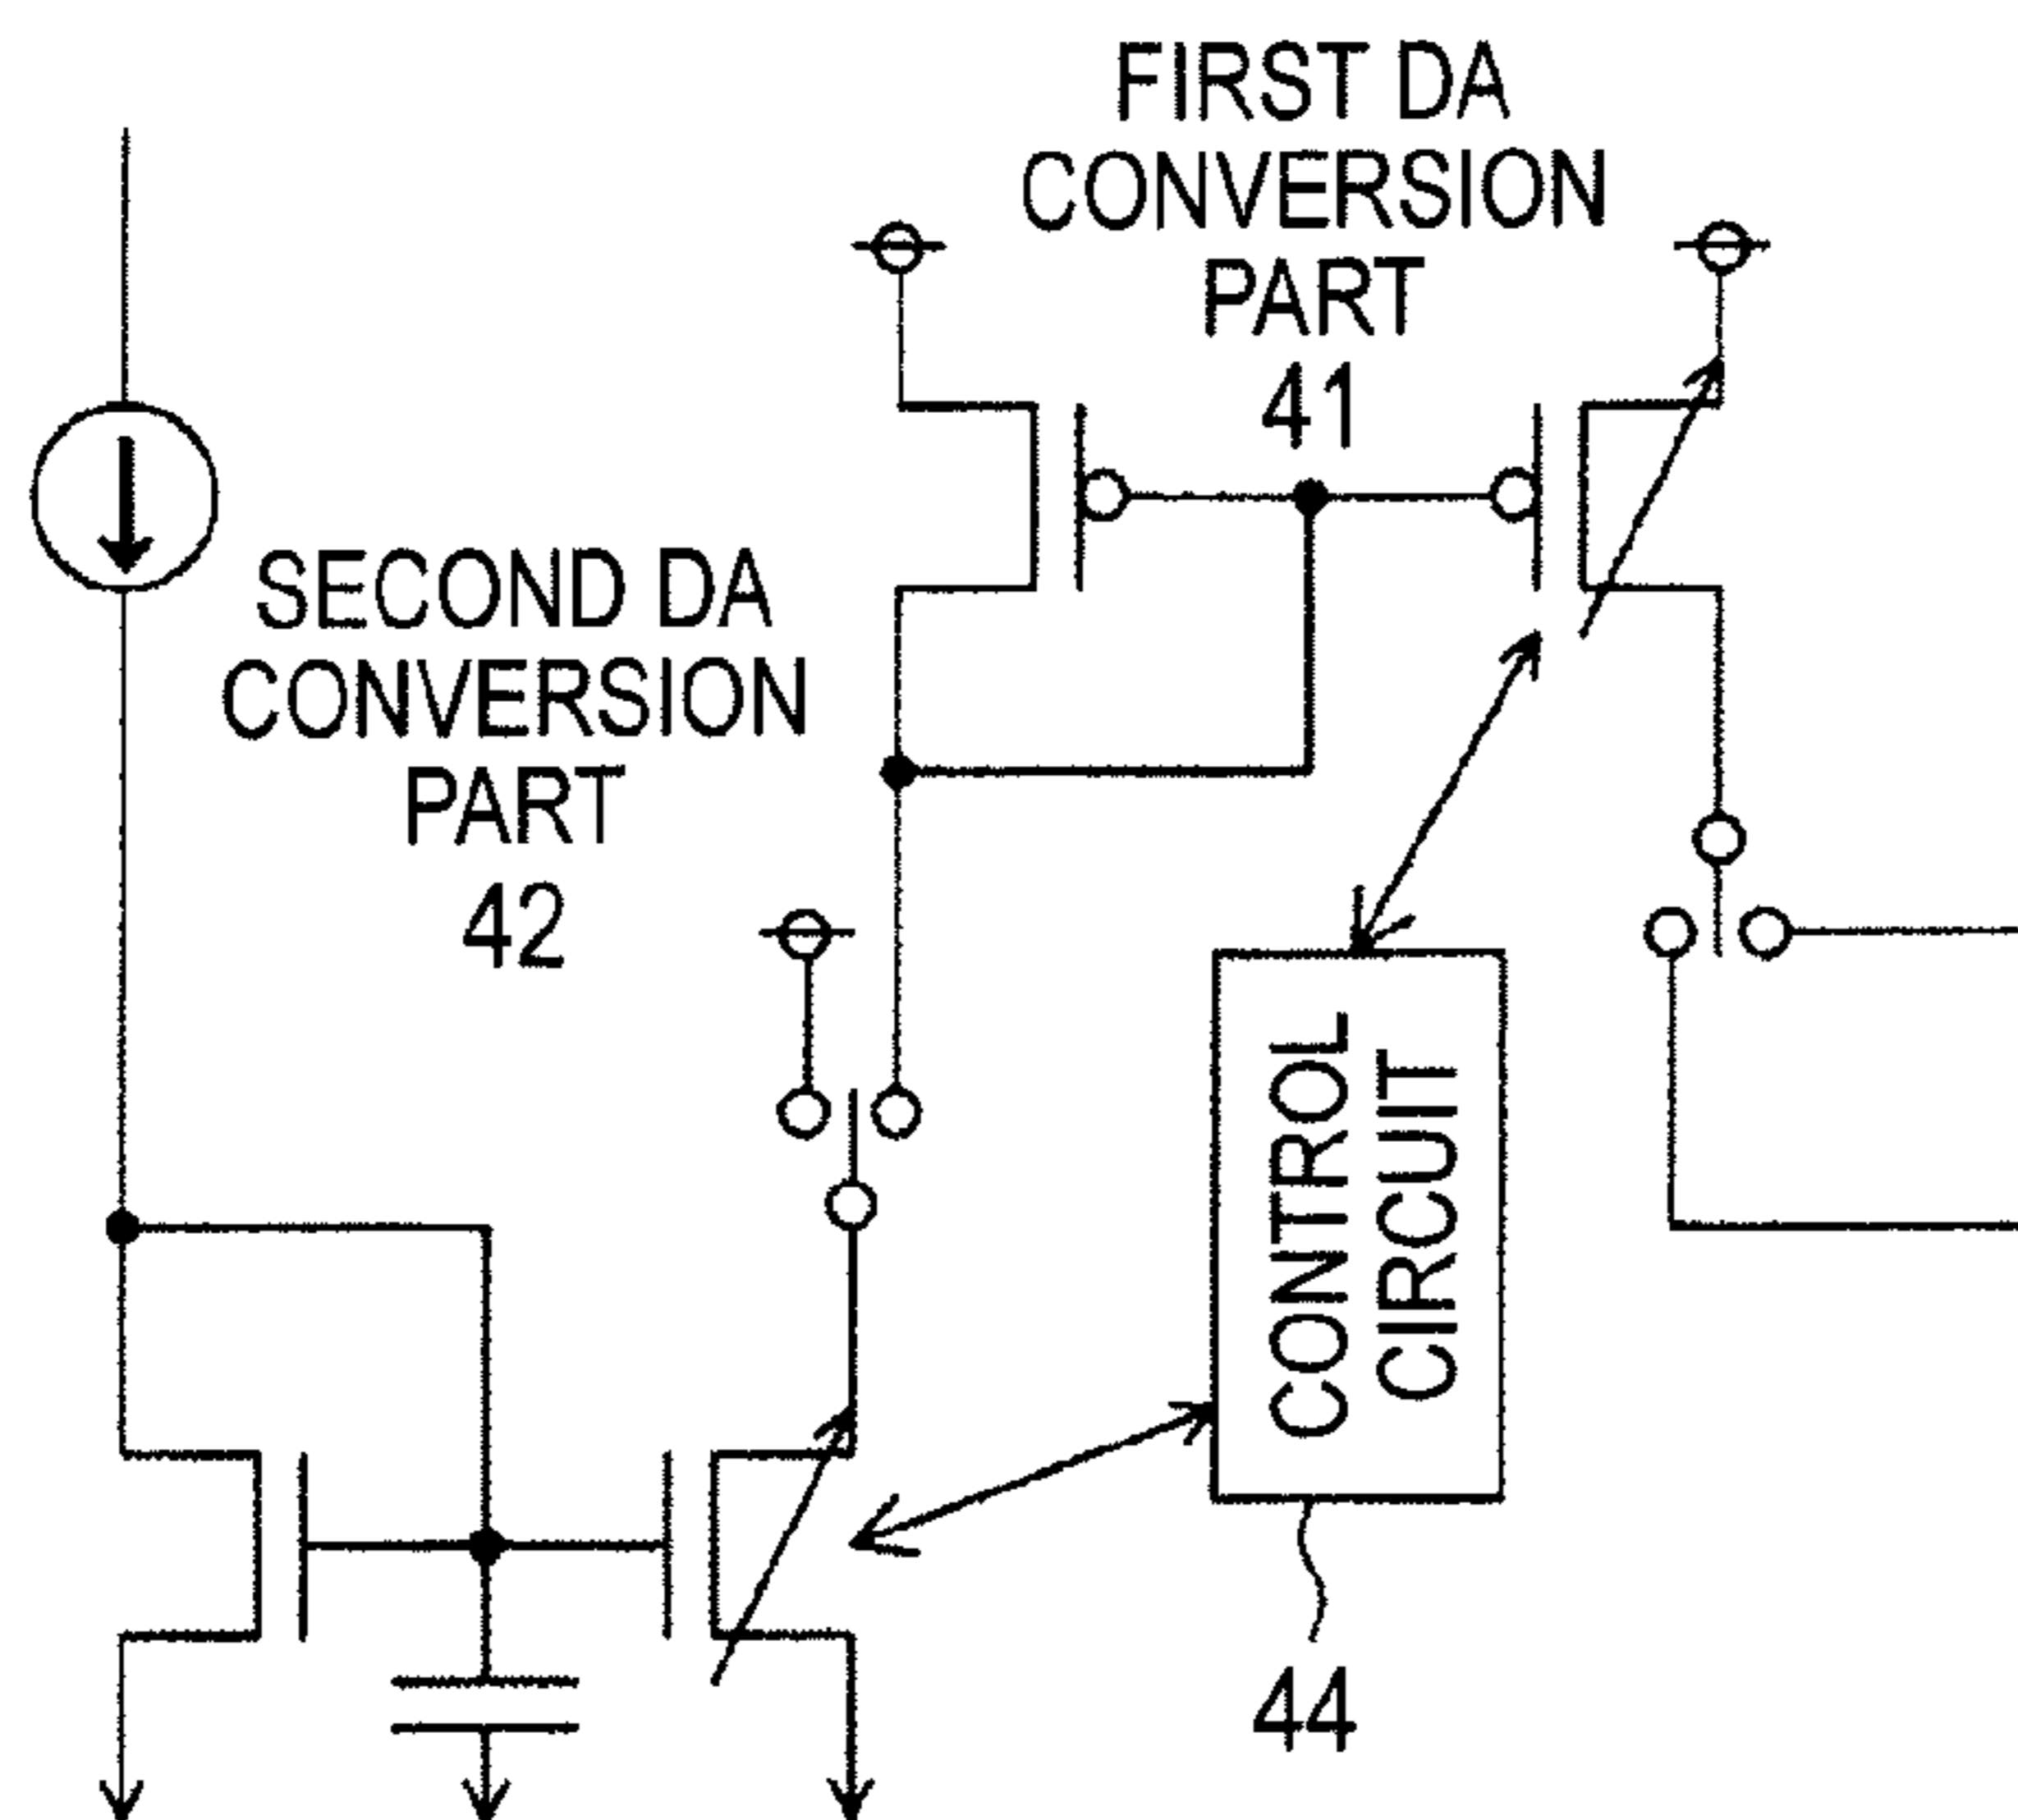 FIRST DA
CONVERSION
PART
41
SECOND DA
CONVERSION
PART
42
CONTROL
CIRCUIT
44